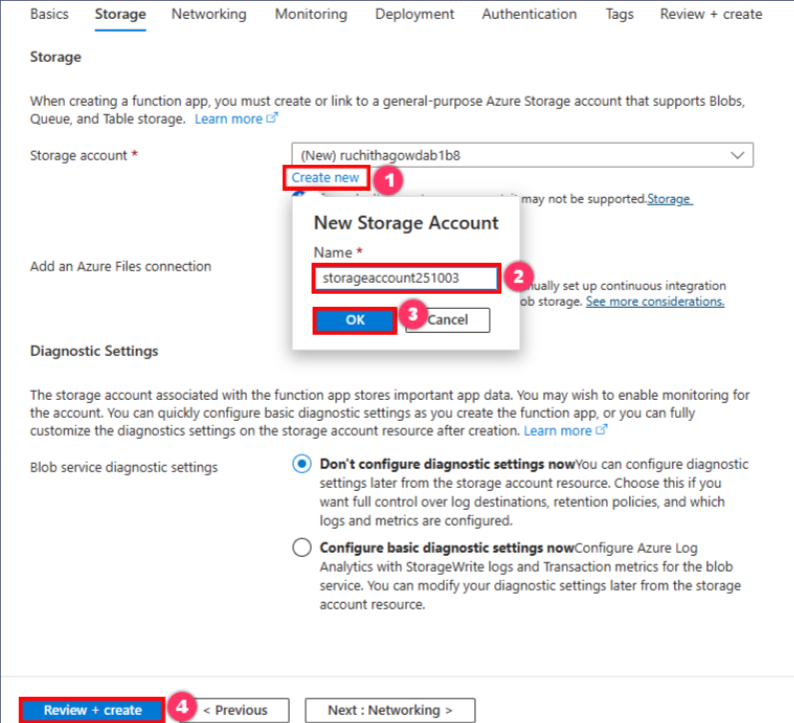 Basics Storage Networking Monitoring Deployment Authentication Tags Review + create
Storage
When creating a function app, you must create or link to a general-purpose Azure Storage account that supports Blobs,
Queue, and Table storage. Learn more
Storage account *
(New) ruchithagowdab1b8
Create new
1
it may not be supported.Storage
New Storage Account
Name *
storageaccount251003
2
OK
3
Cancel
Add an Azure Files connection
nually set up continuous integration
ob storage. See more considerations.
Diagnostic Settings
The storage account associated with the function app stores important app data. You may wish to enable monitoring for
the account. You can quickly configure basic diagnostic settings as you create the function app, or you can fully
customize the diagnostics settings on the storage account resource after creation. Learn more
Blob service diagnostic settings
Don't configure diagnostic settings nowYou can configure diagnostic
settings later from the storage account resource. Choose this if you
want full control over log destinations, retention policies, and which
logs and metrics are configured.
Configure basic diagnostic settings nowConfigure Azure Log
Analytics with StorageWrite logs and Transaction metrics for the blob
service. You can modify your diagnostic settings later from the storage
account resource.
Review + create
4
< Previous
Next : Networking >